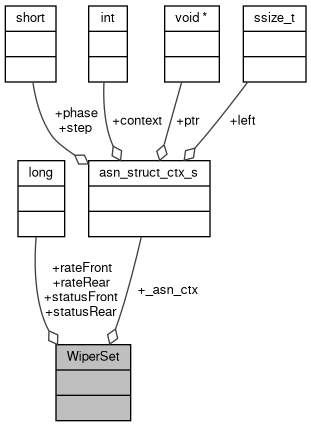 short
int
void *
ssize_t
+phase
+step
+context
+ptr
+left
long
asn_struct_ctx_s
+rateFront
+rateRear
+statusFront
+statusRear
+_asn_ctx
WiperSet